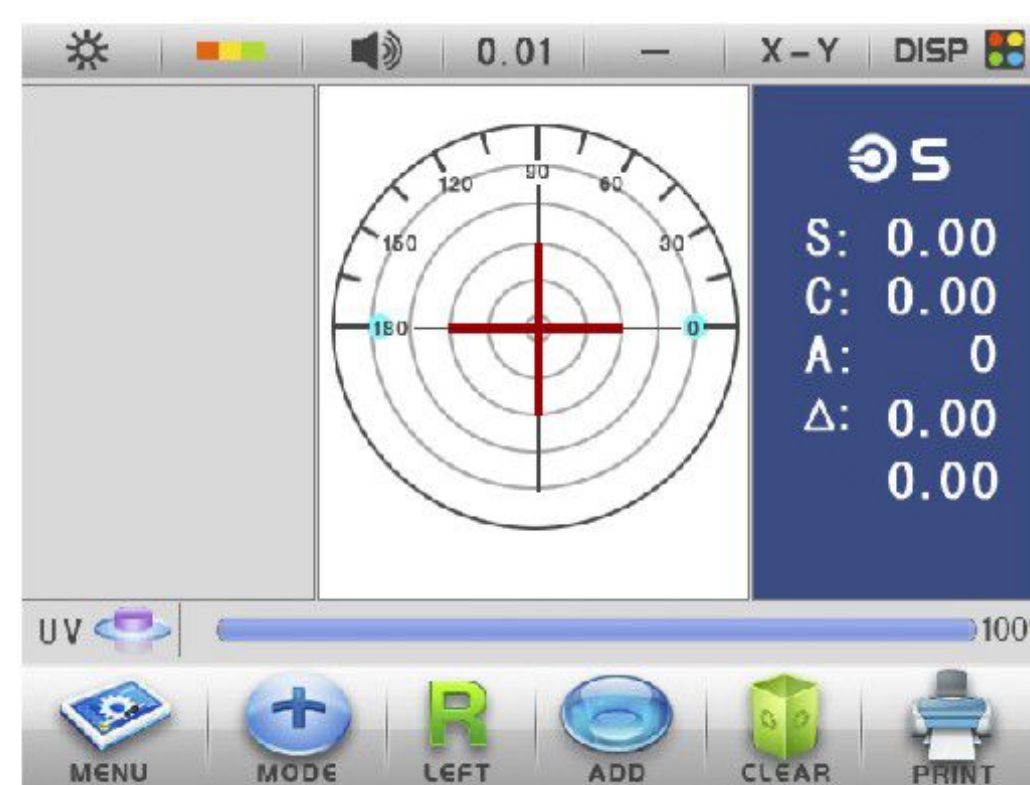 0.01 — X-Y DISP
S
S: 0.00
C: 0.00
A: 0
Δ: 0.00
0.00
90
120 60
150 30
180 0
UV 100
R
MENU MODE LEFT ADD CLEAR PRINT